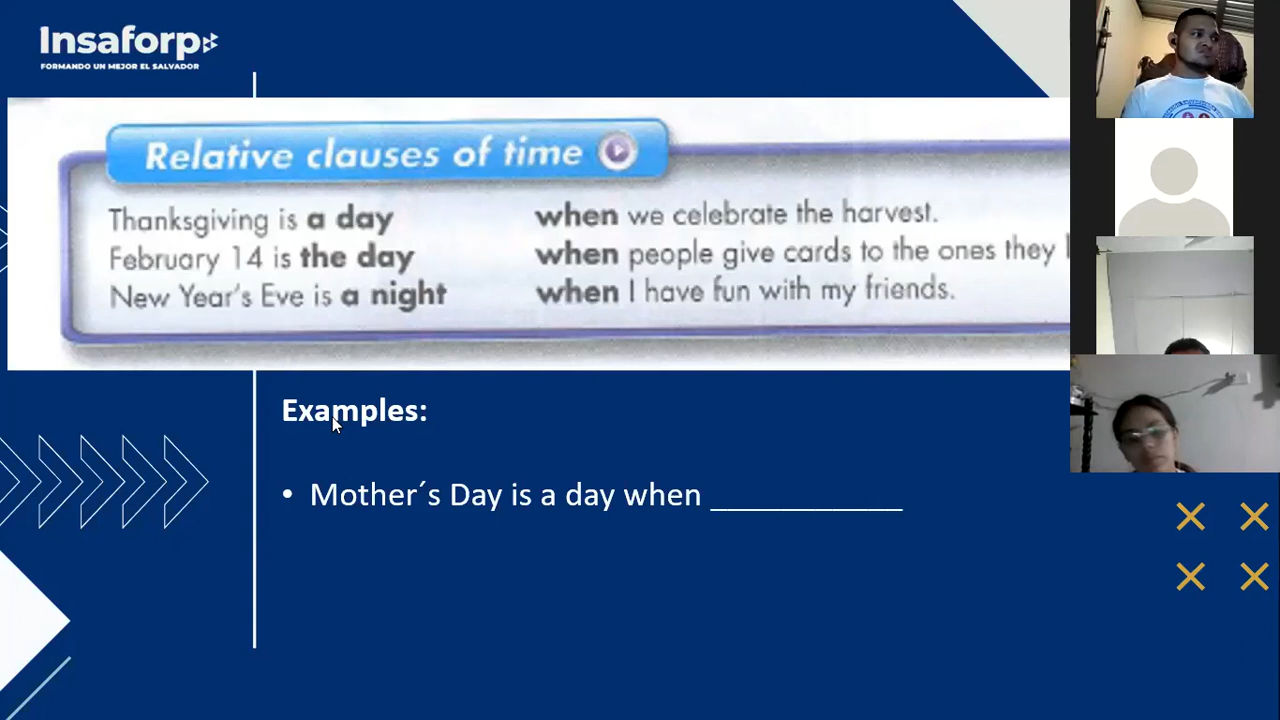 Insaforp
FORMANDO UN MEJOR EL SALVADOR
Relative clauses of time
Thanksgiving is a day when we celebrate the harvest.
February 14 is the day when people give cards to the ones they
New Year's Eve is a night when I have fun with my friends.
Examples:
• Mother´s Day is a day when ____________